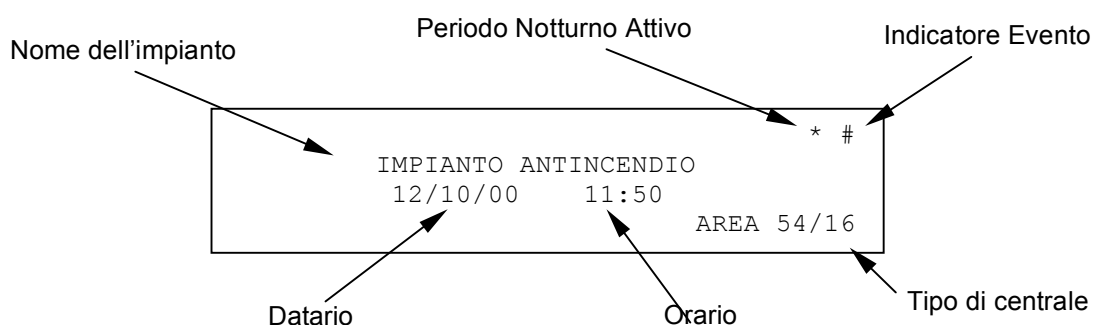 Periodo Notturno Attivo
Indicatore Evento
Nome dell'impianto
* #
IMPIANTO ANTINCENDIO
12/10/00 11:50
AREA 54/16
Datario
Orario
Tipo di centrale